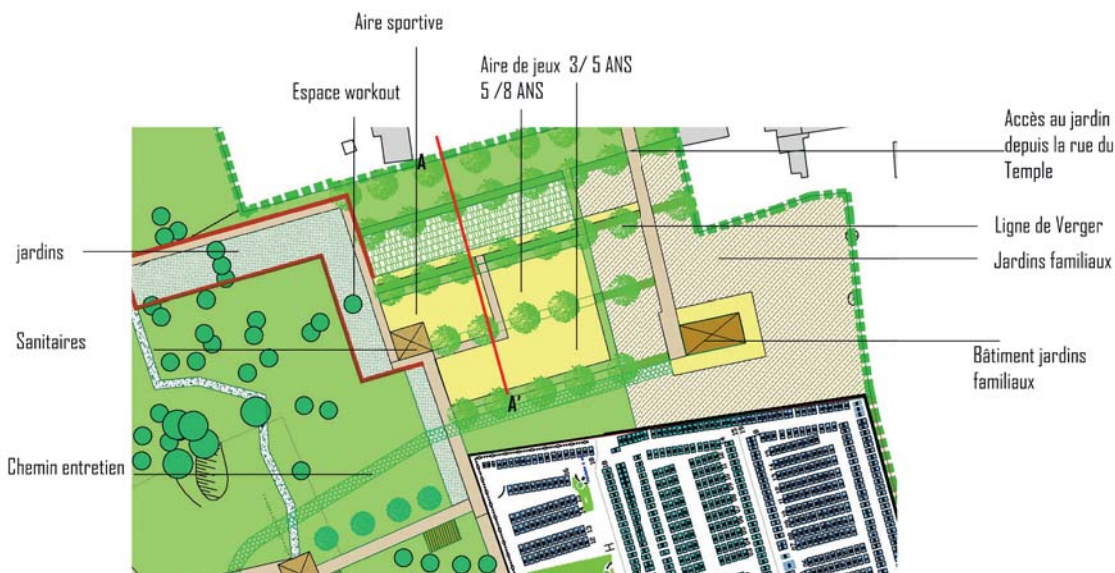 Aire sportive
Aire de jeux 3/ 5 ANS
5 /8 ANS
Espace workout
Accès au jardin
depuis la rue du
Temple
A
Ligne de Verger
jardins
Jardins familiaux
Sanitaires
Bâtiment jardins
familiaux
A'
Chemin entretien
H